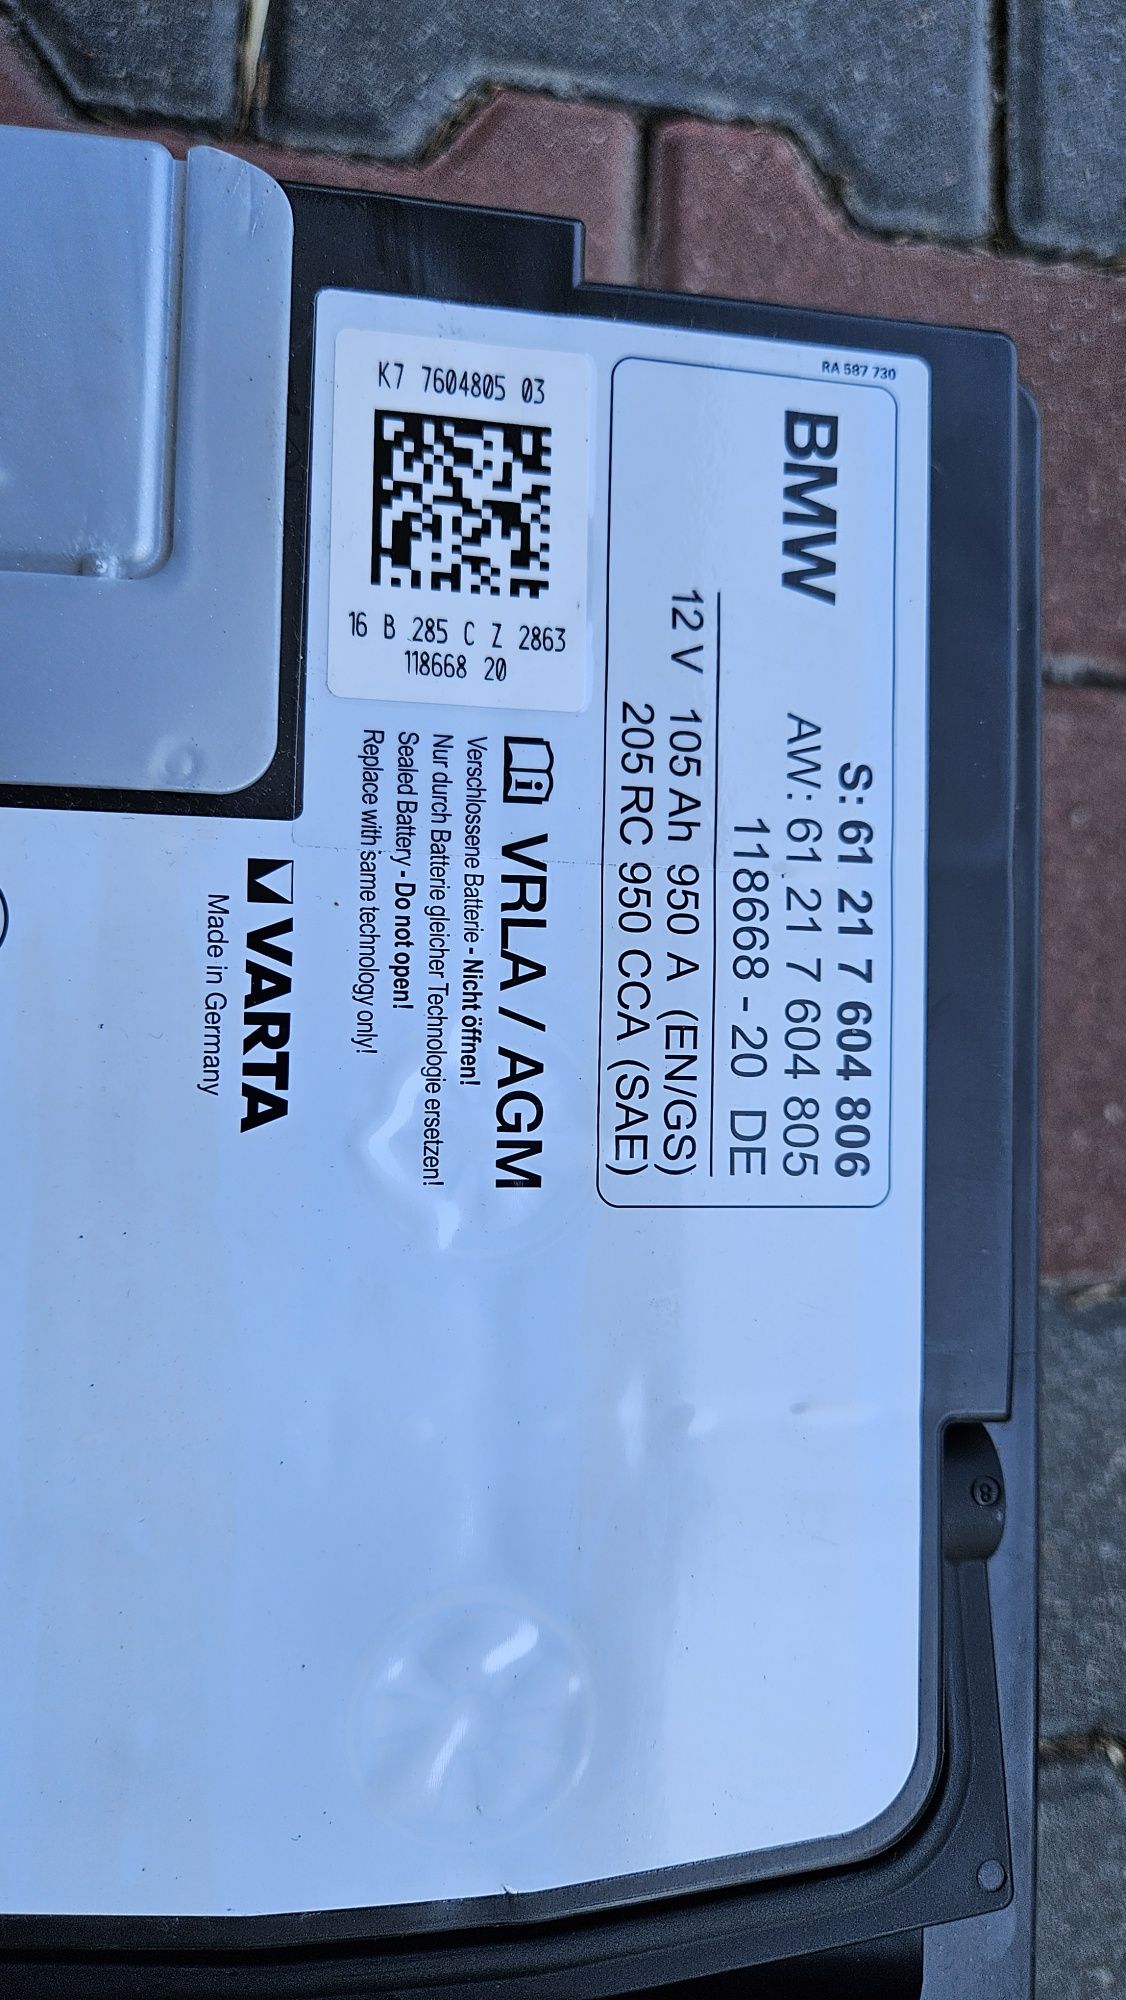 RA 587 730
BMW
S: 61 21 7 604 806
AW: 61 21 7 604 805
118668 - 20 DE
12 V 105 Ah 950 A (EN/GS)
205 RC 950 CCA (SAE)
K7 7604805 03
16 B 285 C Z 2863
118668 20
VRLA / AGM
Verschlossene Batterie - Nicht öffnen!
Nur durch Batterie gleicher Technologie ersetzen!
Sealed Battery - Do not open!
Replace with same technology only!
VARTA
Made in Germany
8